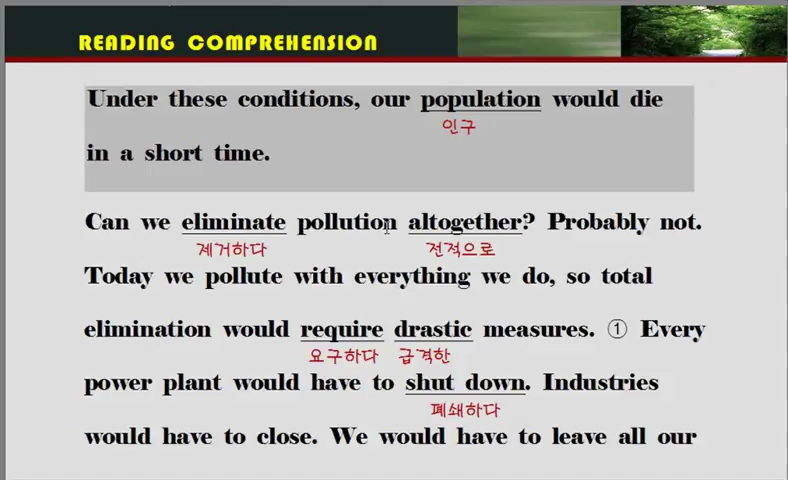 READING COMPREHENSION
Under these conditions, our population would die
인구
in a short time.
Can we eliminate pollution altogether? Probably not.
제거하다 전적으로
Today we pollute with everything we do, so total
elimination would require drastic measures. ① Every
요구하다 급격한
power plant would have to shut down. Industries
폐쇄하다
would have to close. We would have to leave all our